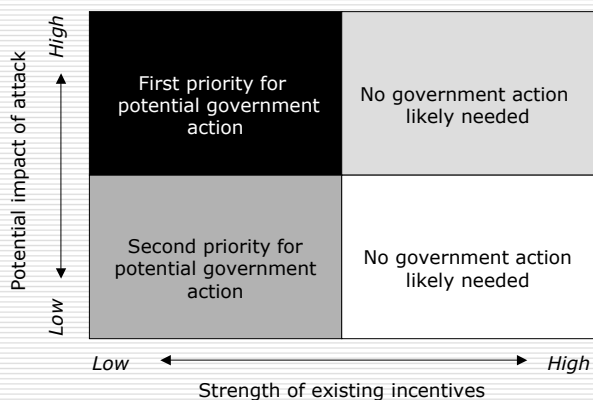 High
Potential impact of attack
Low
First priority for
potential government
action
No government action
likely needed
Second priority for
potential government
action
No government action
likely needed
Low
High
Strength of existing incentives